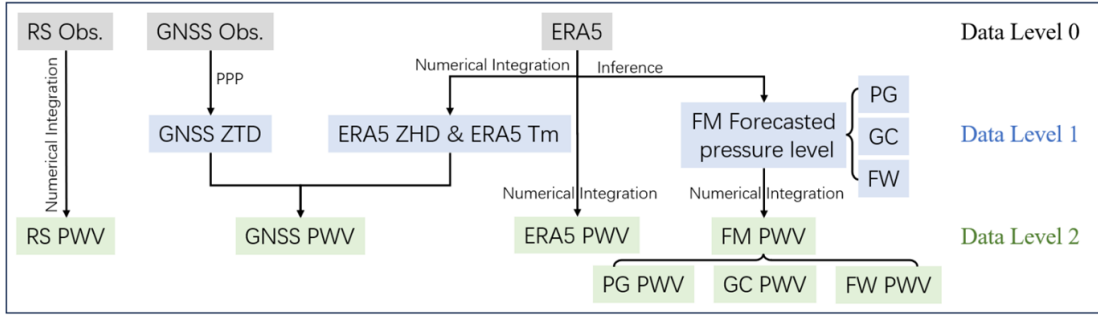 RS Obs.
GNSS Obs.
ERA5
Data Level 0
Numerical Integration
PPP
Numerical Integration
Inference
GNSS ZTD
ERA5 ZHD & ERA5 Tm
FM Forecasted
pressure level
PG
GC
FW
Data Level 1
Numerical Integration
Numerical Integration
RS PWV
GNSS PWV
ERA5 PWV
FM PWV
Data Level 2
PG PWV
GC PWV
FW PWV